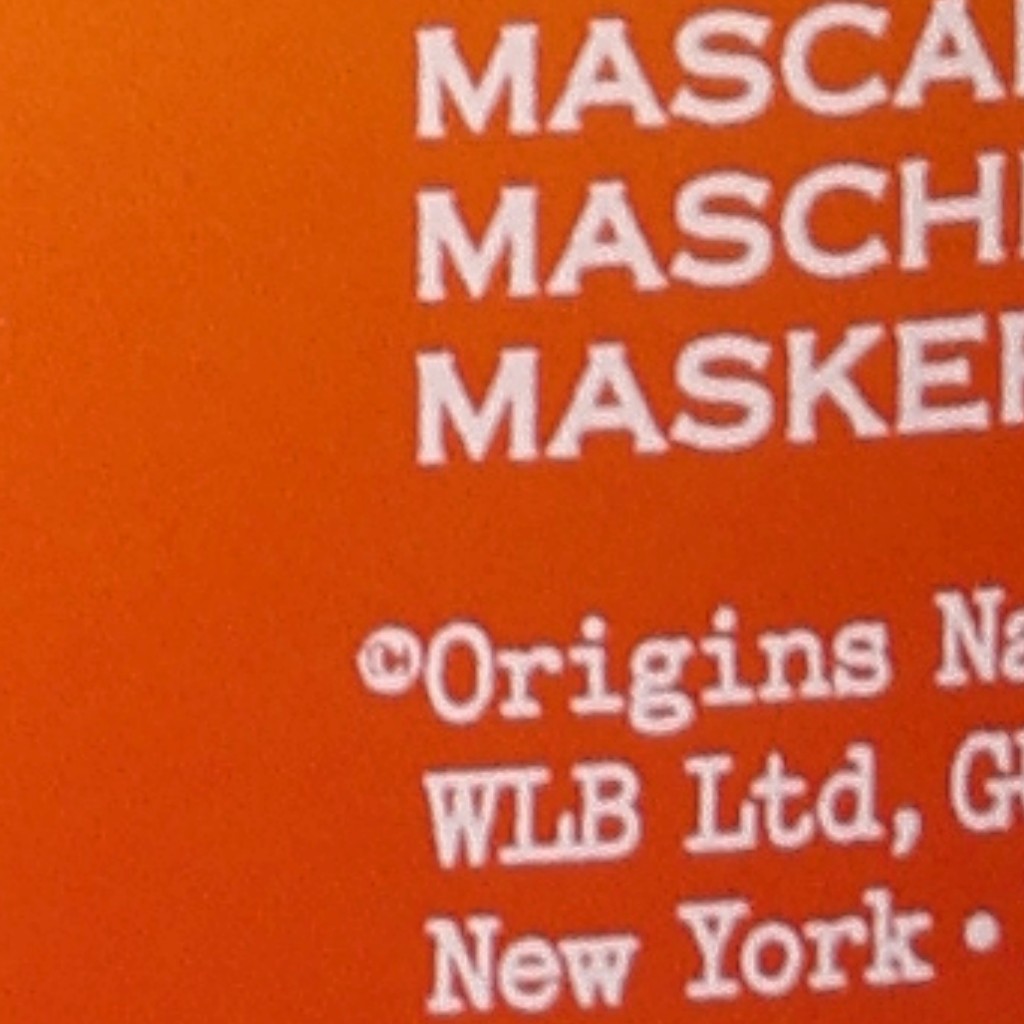 MASCA
MASCH
MASKE
©Origins Na
WLB Ltd, G
New York •